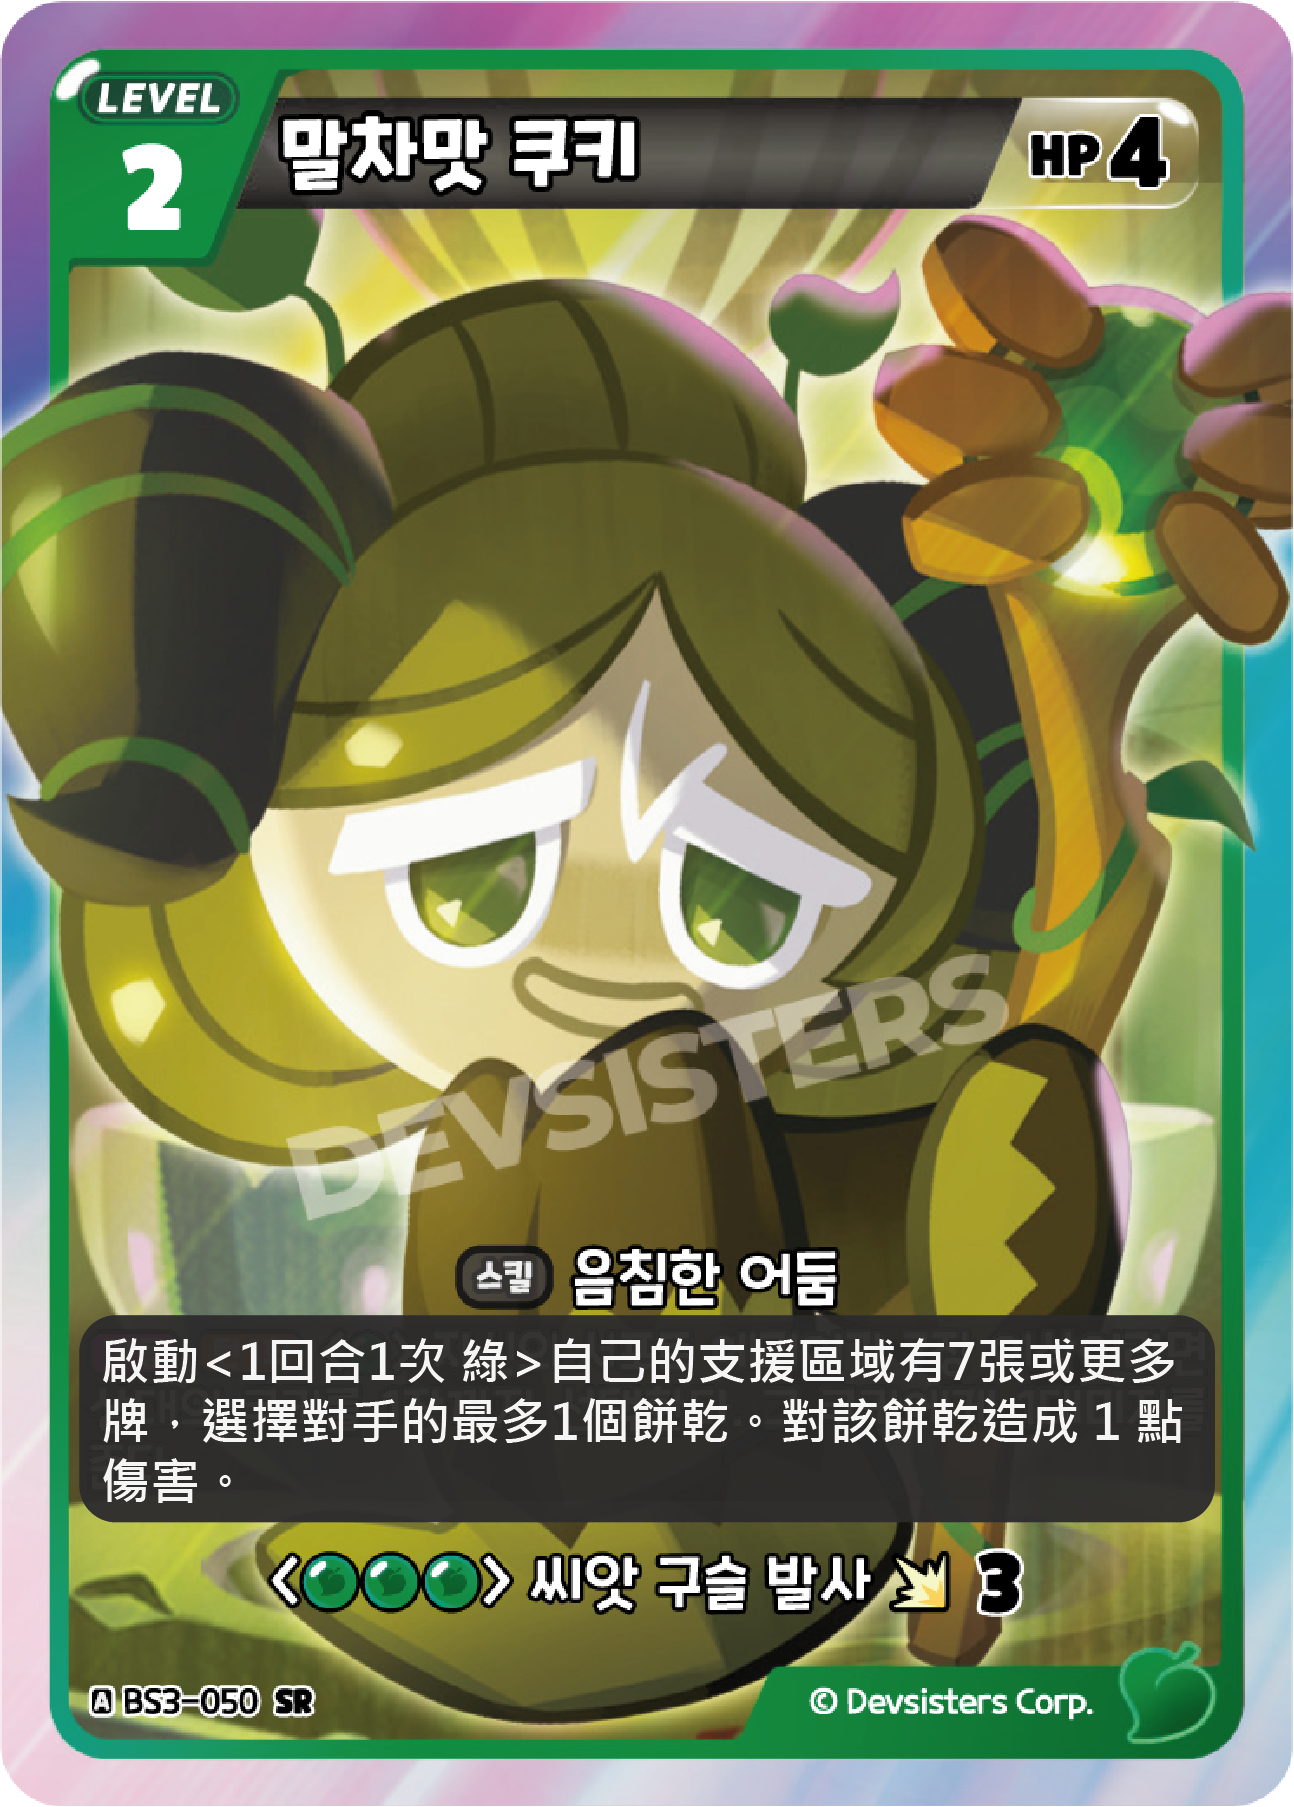 LEVEL
2
말차맛 쿠키
HP 4
DEVSISTERS
스킬 음침한 어둠
啟動<1回合1次 綠>自己的支援區域有7張或更多
牌，選擇對手的最多1個餅乾。對該餅乾造成 1 點
傷害。
< > 씨앗 구슬 발사 3
A BS3-050 SR
© Devsisters Corp.